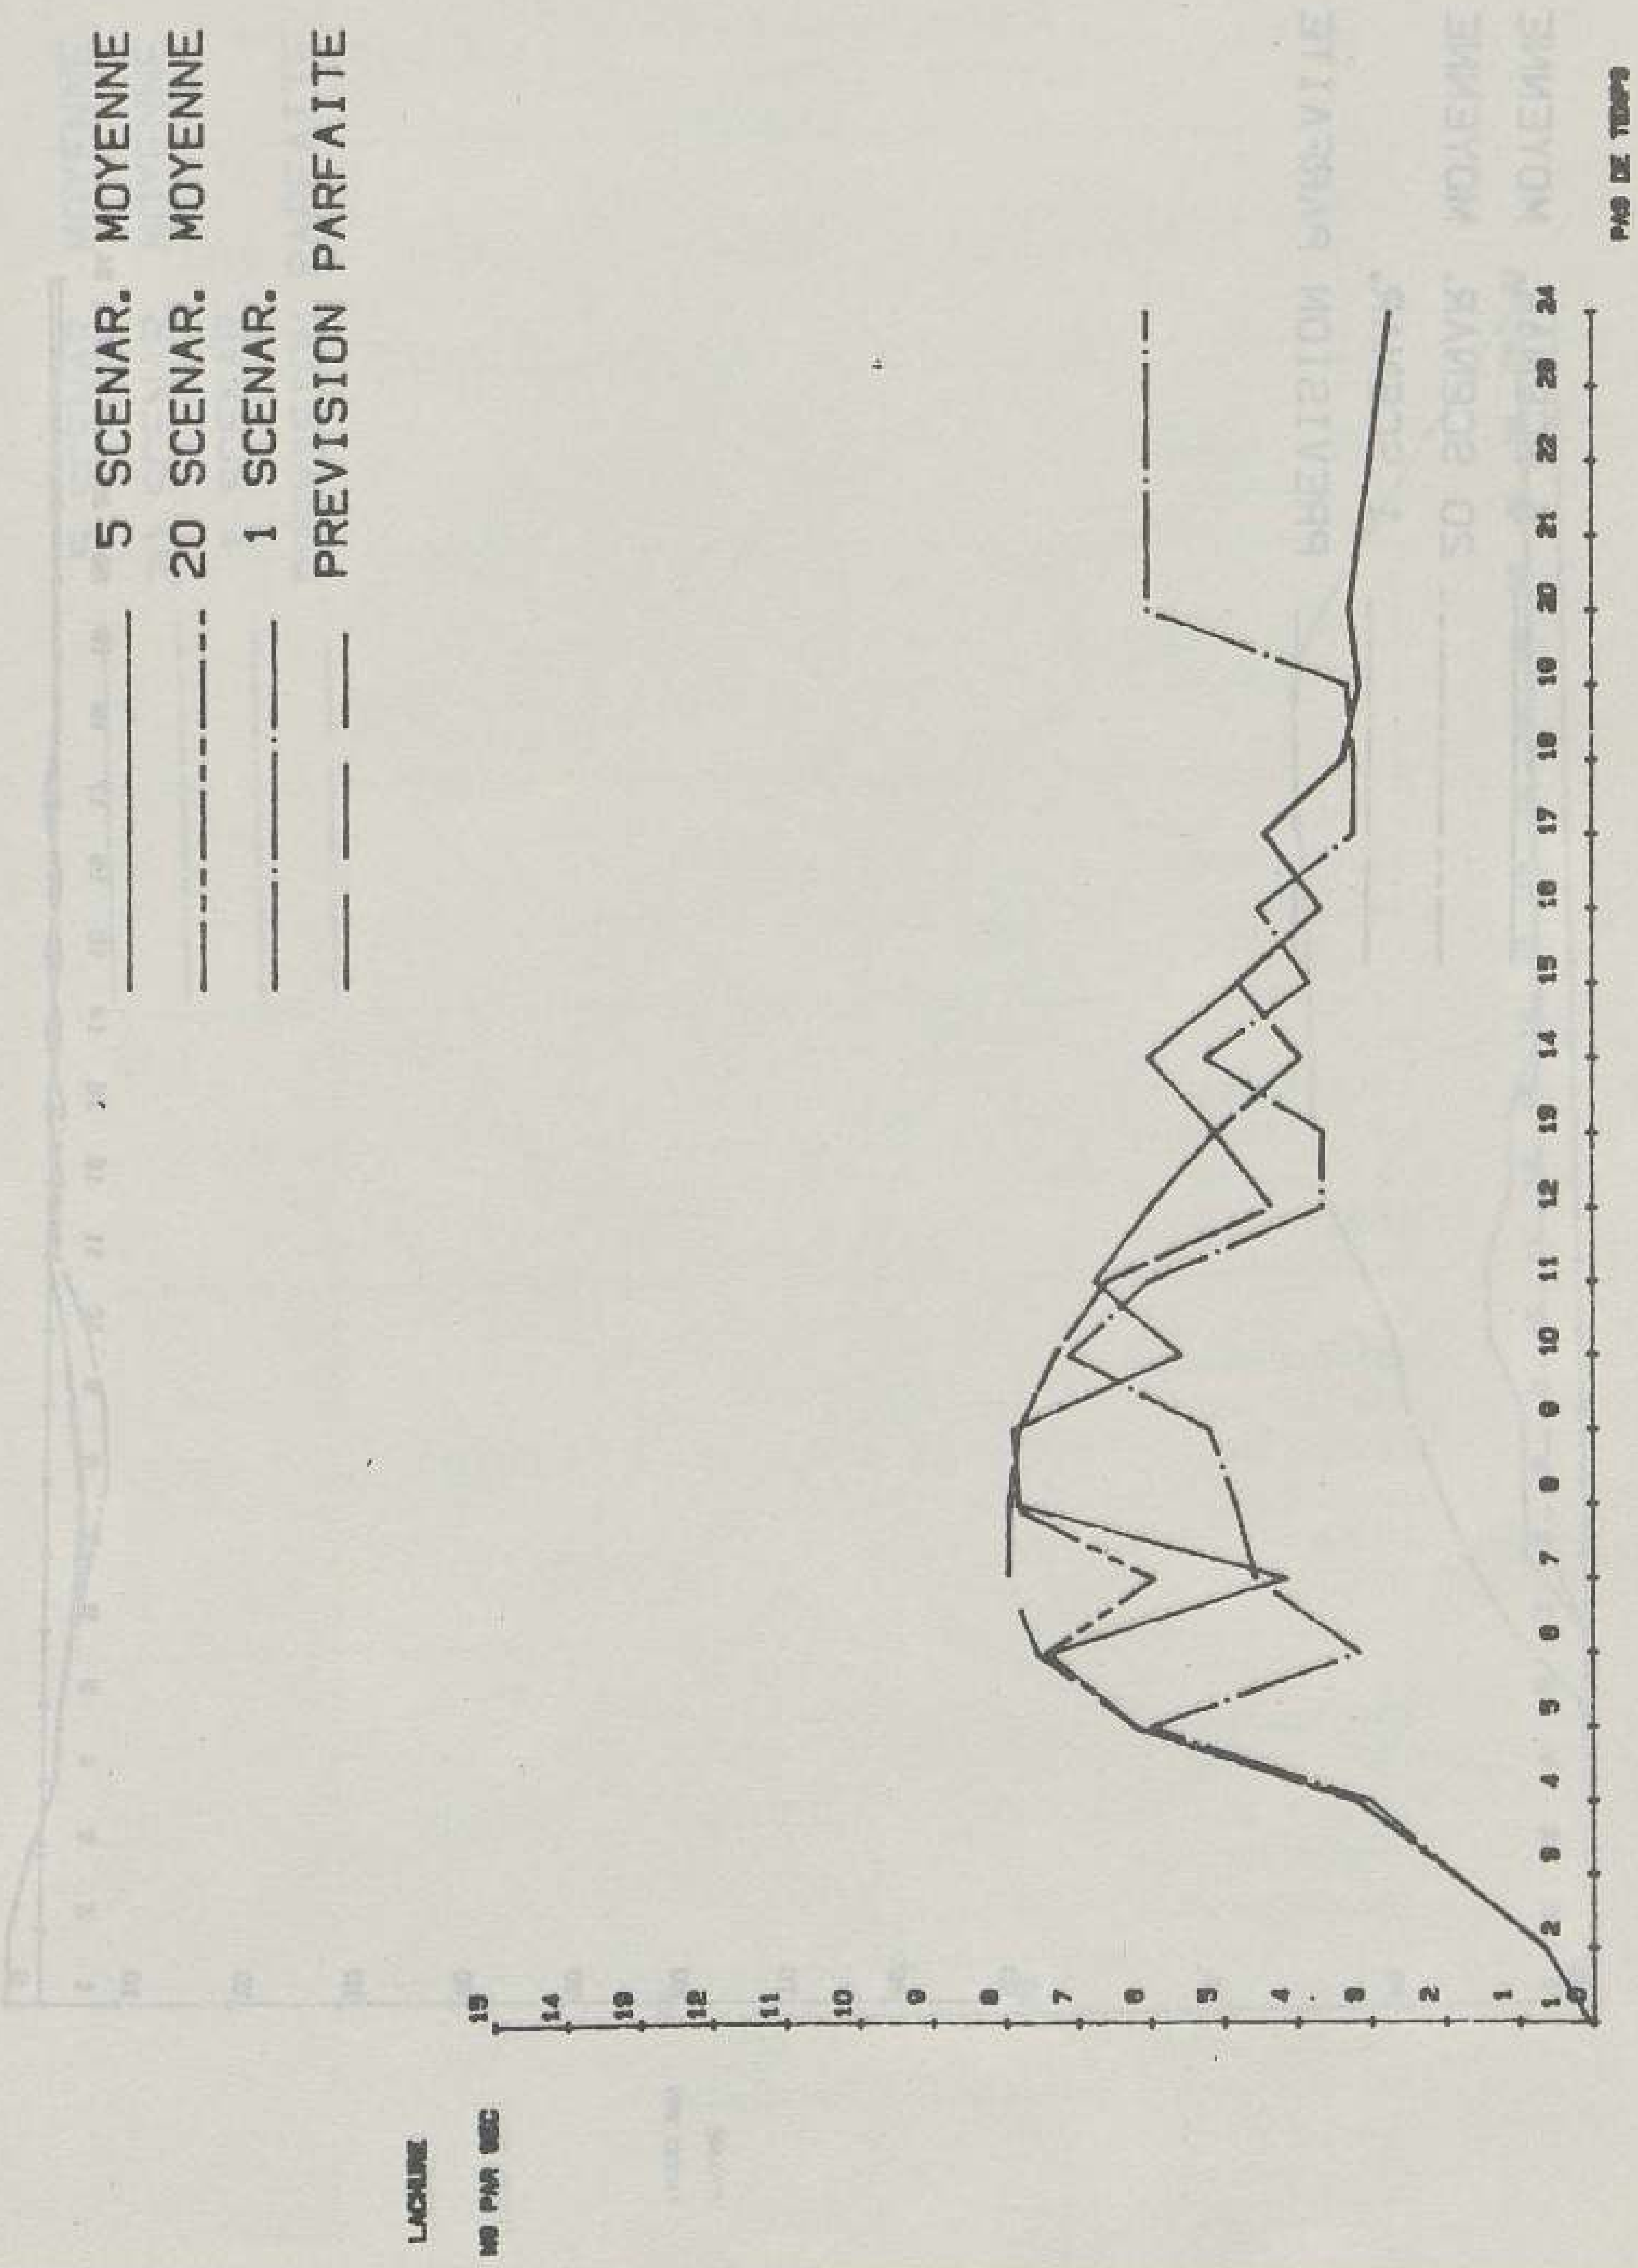 5 SCENAR. MOYENNE
20 SCENAR. MOYENNE
1 SCENAR.
PREVISION PARFAITE
LACHURE
M3 PAR SEC
15
14
13
12
11
10
9
8
7
6
5
4
3
2
1
0
1 2 3 4 5 6 7 8 9 10 11 12 13 14 15 16 17 18 19 20 21 22 23 24
PAS DE TEMPS